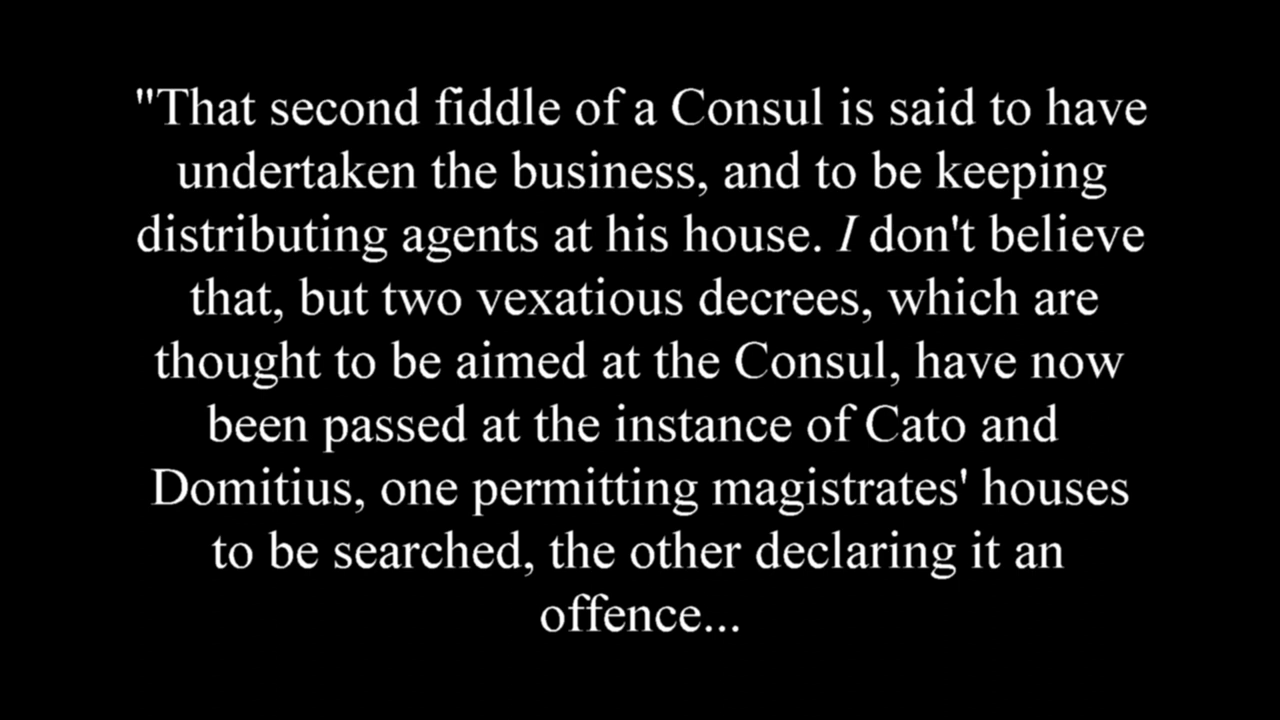 "That second fiddle of a Consul is said to have
undertaken the business, and to be keeping
distributing agents at his house. I don't believe
that, but two vexatious decrees, which are
thought to be aimed at the Consul, have now
been passed at the instance of Cato and
Domitius, one permitting magistrates' houses
to be searched, the other declaring it an
offence...